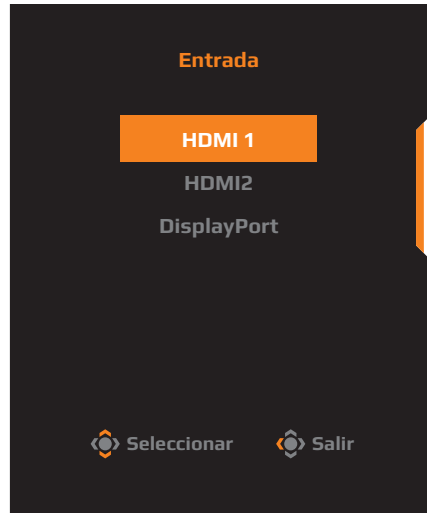 Entrada
HDMI 1
HDMI2
DisplayPort
Seleccionar Salir